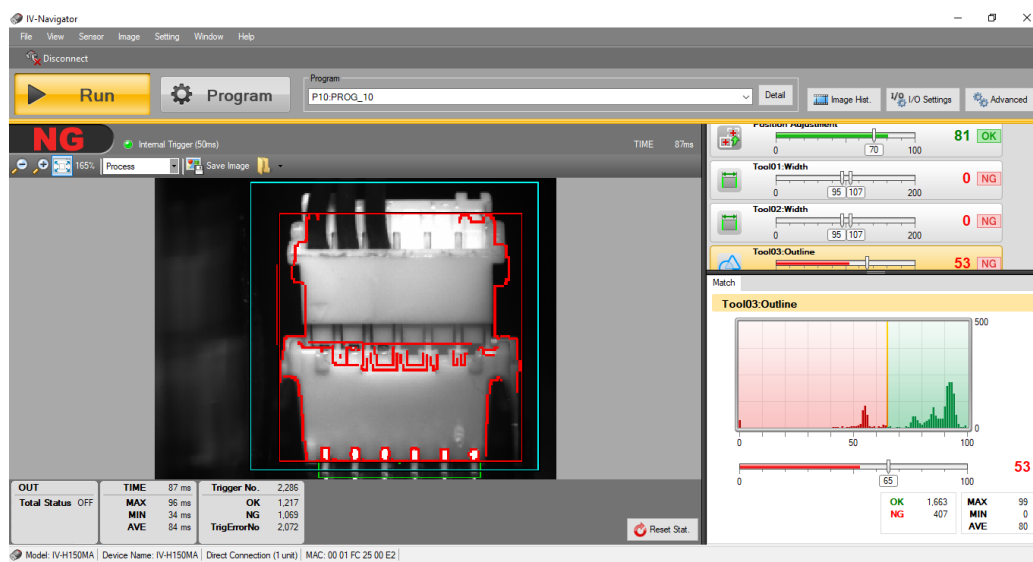 IV-Navigator
File View Sensor Image Setting Window Help
Disconnect
Run
Program
Program
P10:PROG_10
Detail
Image Hist.
I/O Settings
Advanced
NG
Internal Trigger (50ms)
TIME 87ms
165%
Process
Save Image
Position Adjustment
81 OK
0 70 100
Tool01:Width
0 NG
0 95 107 200
Tool02:Width
0 NG
0 95 107 200
Tool03:Outline
53 NG
Match
Tool03:Outline
500
0
0 50 100
53
0 65 100
OK 1,663
NG 407
MAX 99
MIN 0
AVE 80
OUT
Total Status OFF
TIME 87 ms
MAX 96 ms
MIN 34 ms
AVE 84 ms
Trigger No. 2,286
OK 1,217
NG 1,069
TrigErrorNo 2,072
Reset Stat.
Model: IV-H150MA Device Name: IV-H150MA Direct Connection (1 unit) MAC: 00 01 FC 25 00 E2